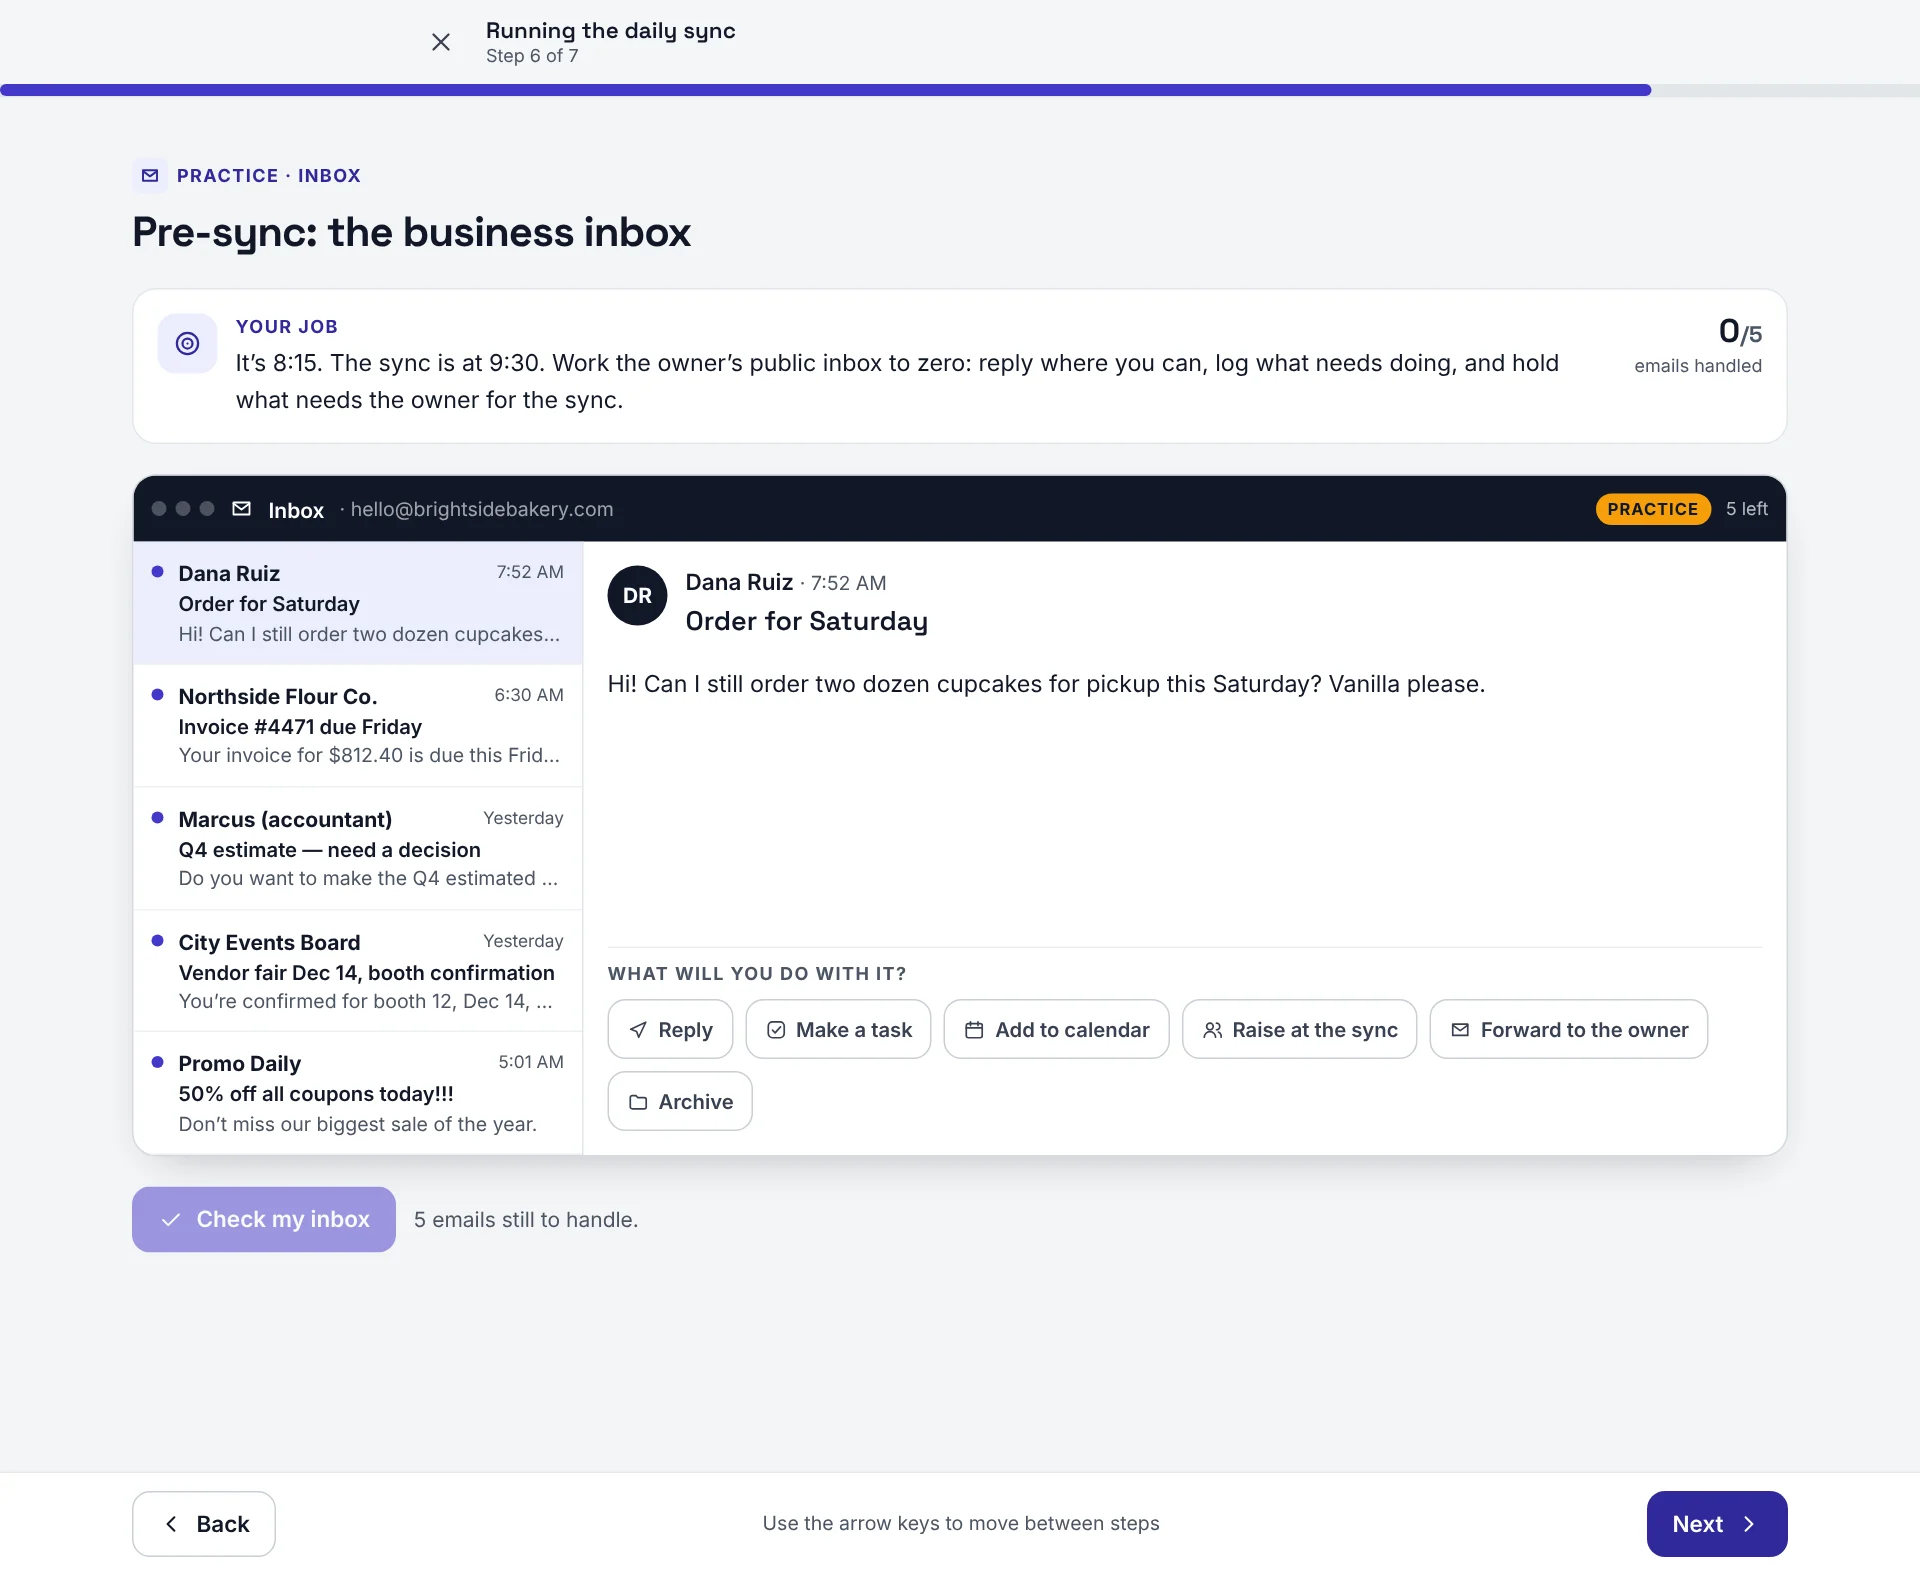 Running the daily sync
Step 6 of 7
PRACTICE · INBOX
Pre-sync: the business inbox
YOUR JOB
It’s 8:15. The sync is at 9:30. Work the owner’s public inbox to zero: reply where you can, log what needs doing, and hold
what needs the owner for the sync.
0/5
emails handled
Inbox · hello@brightsidebakery.com
PRACTICE 5 left
Dana Ruiz 7:52 AM
Order for Saturday
Hi! Can I still order two dozen cupcakes...
Northside Flour Co. 6:30 AM
Invoice #4471 due Friday
Your invoice for $812.40 is due this Frid...
Marcus (accountant) Yesterday
Q4 estimate — need a decision
Do you want to make the Q4 estimated ...
City Events Board Yesterday
Vendor fair Dec 14, booth confirmation
You’re confirmed for booth 12, Dec 14, ...
Promo Daily 5:01 AM
50% off all coupons today!!!
Don’t miss our biggest sale of the year.
DR
Dana Ruiz · 7:52 AM
Order for Saturday
Hi! Can I still order two dozen cupcakes for pickup this Saturday? Vanilla please.
WHAT WILL YOU DO WITH IT?
Reply Make a task Add to calendar Raise at the sync Forward to the owner
Archive
Check my inbox 5 emails still to handle.
Back Use the arrow keys to move between steps Next